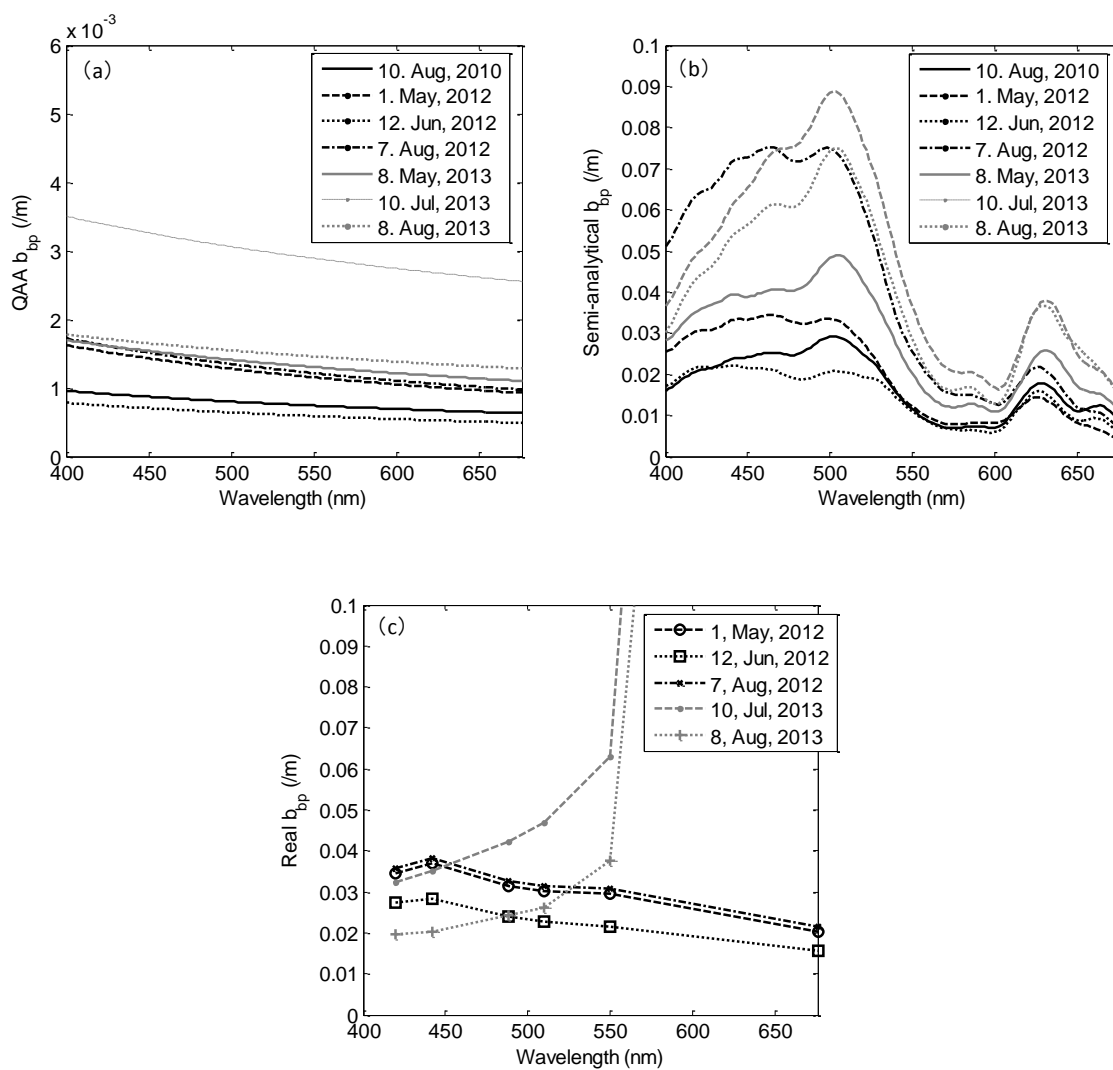 x 10-3
(a)
6
5
4
3
2
1
0
QAA bbp (/m)
400 450 500 550 600 650
Wavelength (nm)
10. Aug, 2010
1. May, 2012
12. Jun, 2012
7. Aug, 2012
8. May, 2013
10. Jul, 2013
8. Aug, 2013
(b)
0.1
0.09
0.08
0.07
0.06
0.05
0.04
0.03
0.02
0.01
0
Semi-analytical bbp (/m)
400 450 500 550 600 650
Wavelength (nm)
10. Aug, 2010
1. May, 2012
12. Jun, 2012
7. Aug, 2012
8. May, 2013
10. Jul, 2013
8. Aug, 2013
(c)
0.1
0.09
0.08
0.07
0.06
0.05
0.04
0.03
0.02
0.01
0
Real bbp (/m)
400 450 500 550 600 650
Wavelength (nm)
1, May, 2012
12, Jun, 2012
7, Aug, 2012
10, Jul, 2013
8, Aug, 2013